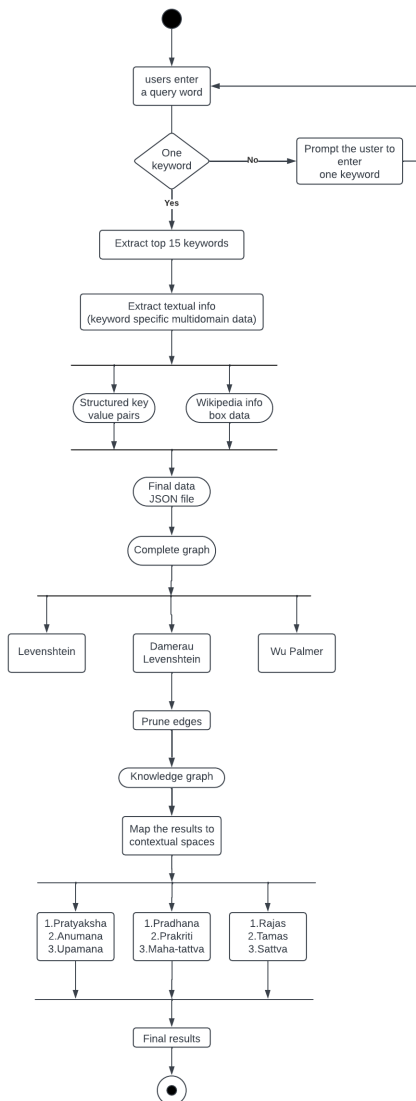 users enter
a query word
One
keyword
No
Prompt the uster to
enter
one keyword
Yes
Extract top 15 keywords
Extract textual info
(keyword specific multidomain data)
Structured key
value pairs
Wikipedia info
box data
Final data
JSON file
Complete graph
Levenshtein
Damerau
Levenshtein
Wu Palmer
Prune edges
Knowledge graph
Map the results to
contextual spaces
1.Pratyaksha
2.Anumana
3.Upamana
1.Pradhana
2.Prakriti
3.Maha-tattva
1.Rajas
2.Tamas
3.Sattva
Final results